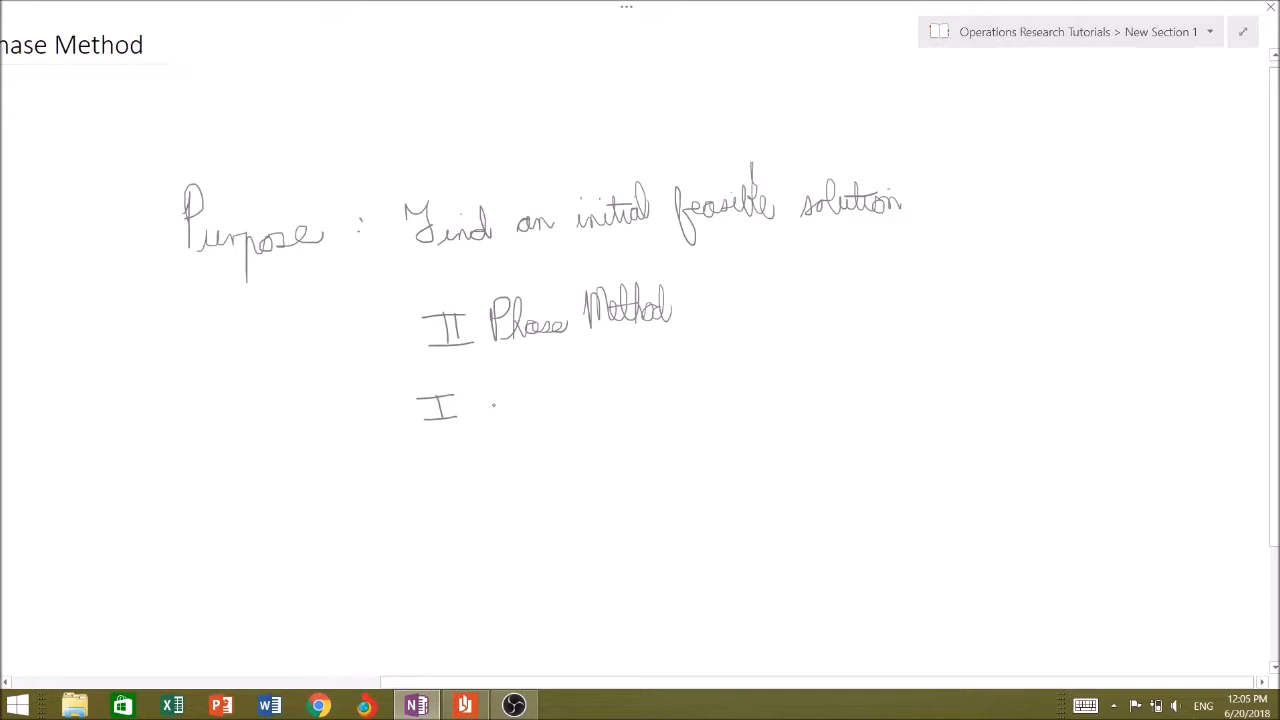 Operations Research Tutorials > New Section 1
hase Method
Purpose : Find an initial feasible solution
II Phase Method
I
ENG
12:05 PM
6/20/2018